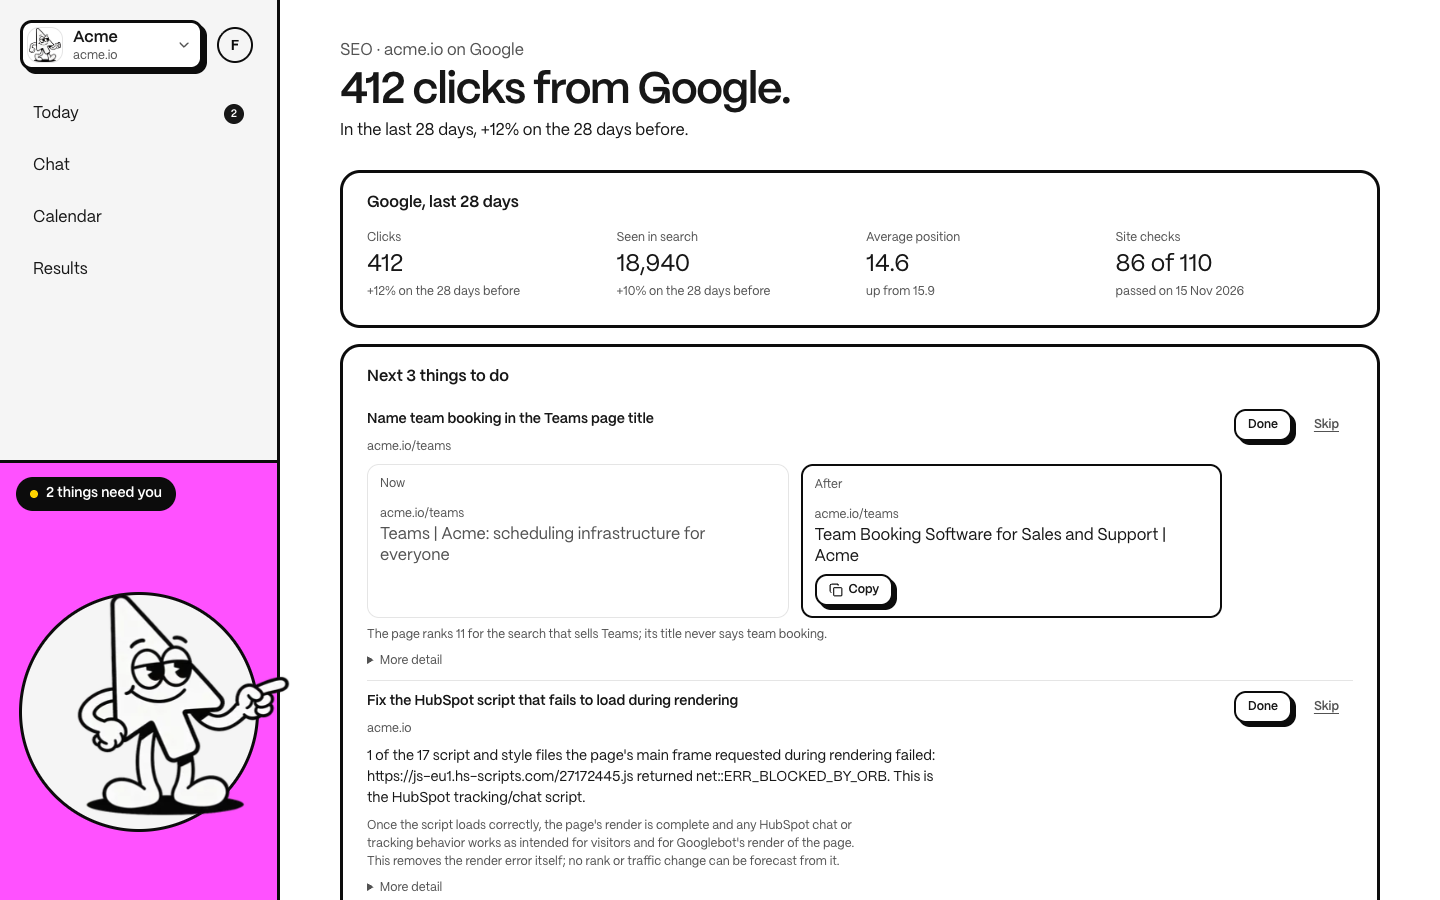 Acme
acme.io
F
Today
2
Chat
Calendar
Results
2 things need you
SEO · acme.io on Google
412 clicks from Google.
In the last 28 days, +12% on the 28 days before.
Google, last 28 days
Clicks
412
+12% on the 28 days before
Seen in search
18,940
+10% on the 28 days before
Average position
14.6
up from 15.9
Site checks
86 of 110
passed on 15 Nov 2026
Next 3 things to do
Name team booking in the Teams page title
Done
Skip
acme.io/teams
Now
acme.io/teams
Teams | Acme: scheduling infrastructure for
everyone
After
acme.io/teams
Team Booking Software for Sales and Support |
Acme
Copy
The page ranks 11 for the search that sells Teams; its title never says team booking.
More detail
Fix the HubSpot script that fails to load during rendering
Done
Skip
acme.io
1 of the 17 script and style files the page's main frame requested during rendering failed:
https://js-eu1.hs-scripts.com/27172445.js returned net::ERR_BLOCKED_BY_ORB. This is
the HubSpot tracking/chat script.
Once the script loads correctly, the page's render is complete and any HubSpot chat or
tracking behavior works as intended for visitors and for Googlebot's render of the page.
This removes the render error itself; no rank or traffic change can be forecast from it.
More detail